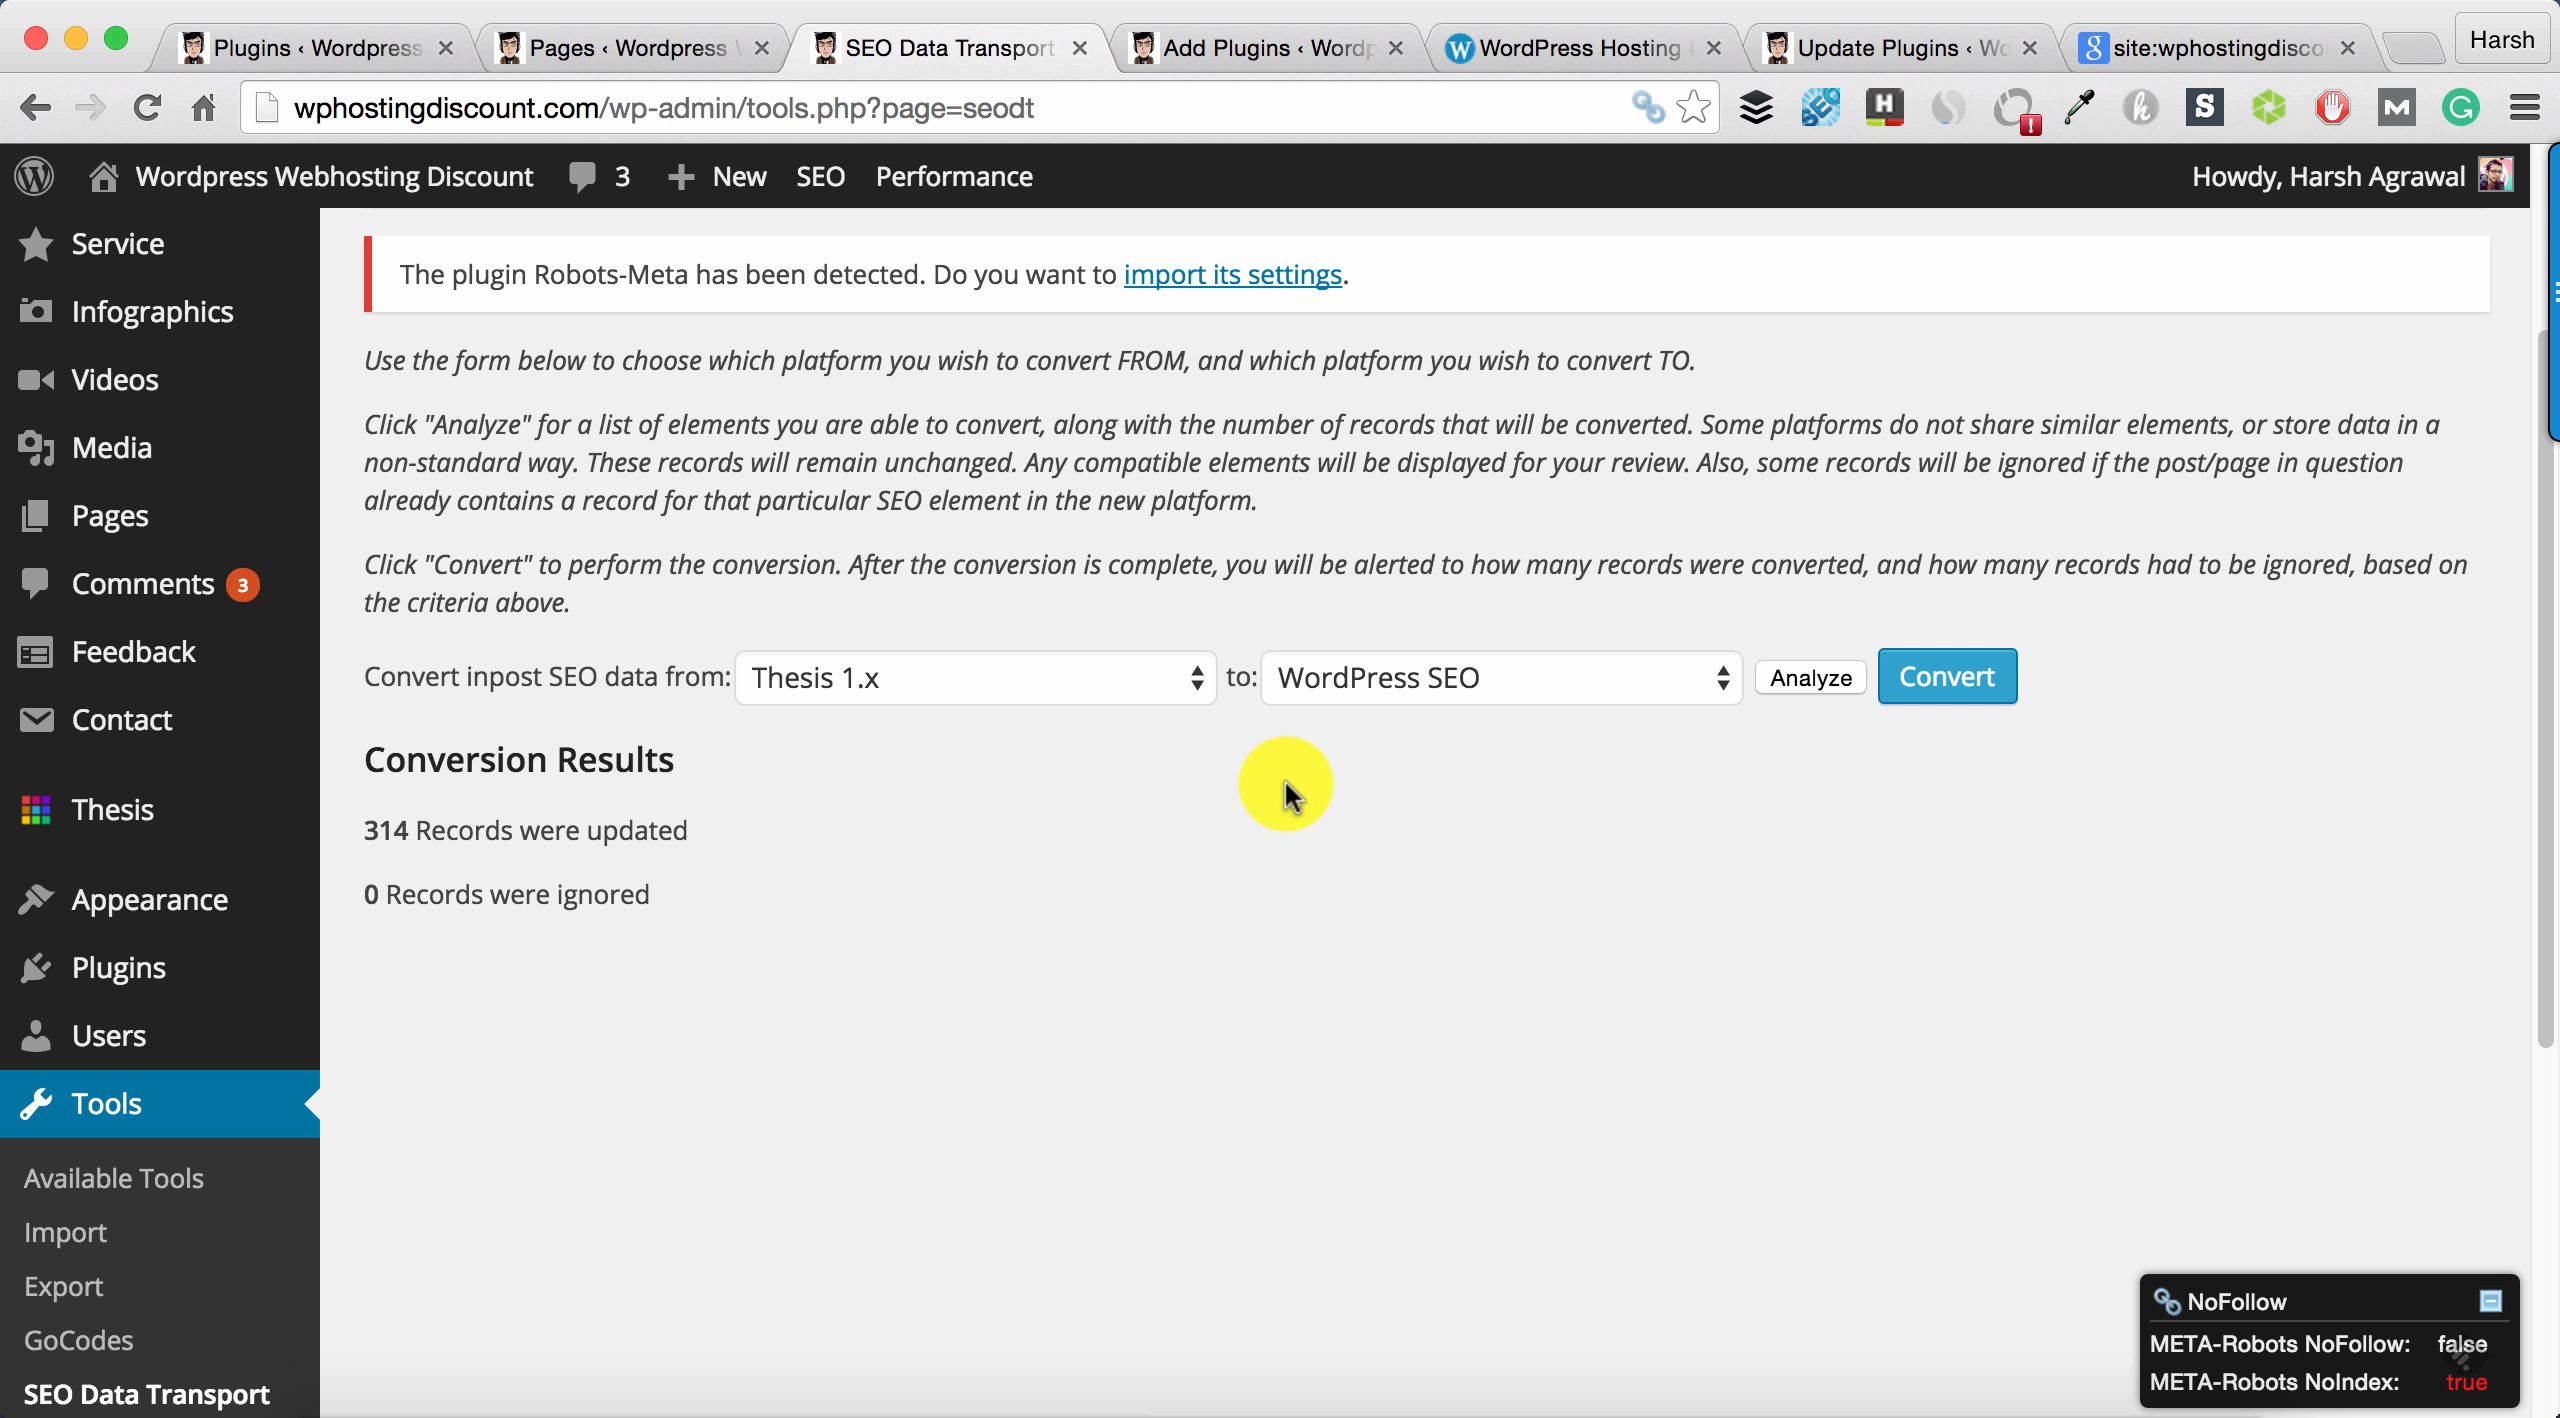 Plugins ‹ Wordpress
Pages ‹ Wordpress
SEO Data Transport
Add Plugins ‹ Wordp
WordPress Hosting
Update Plugins ‹ Wo
site:wphostingdisco
Harsh
wphostingdiscount.com/wp-admin/tools.php?page=seodt
Wordpress Webhosting Discount
3
New
SEO
Performance
Howdy, Harsh Agrawal
Service
Infographics
Videos
Media
Pages
Comments 3
Feedback
Contact
Thesis
Appearance
Plugins
Users
Tools
Available Tools
Import
Export
GoCodes
SEO Data Transport
The plugin Robots-Meta has been detected. Do you want to import its settings.
Use the form below to choose which platform you wish to convert FROM, and which platform you wish to convert TO.
Click "Analyze" for a list of elements you are able to convert, along with the number of records that will be converted. Some platforms do not share similar elements, or store data in a
non-standard way. These records will remain unchanged. Any compatible elements will be displayed for your review. Also, some records will be ignored if the post/page in question
already contains a record for that particular SEO element in the new platform.
Click "Convert" to perform the conversion. After the conversion is complete, you will be alerted to how many records were converted, and how many records had to be ignored, based on
the criteria above.
Convert inpost SEO data from: Thesis 1.x to: WordPress SEO Analyze Convert
Conversion Results
314 Records were updated
0 Records were ignored
NoFollow
META-Robots NoFollow: false
META-Robots NoIndex: true